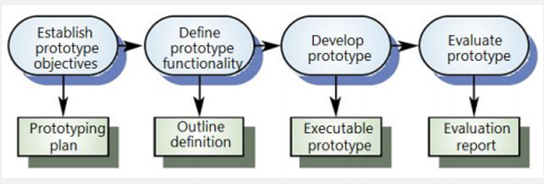 Establish
prototype
objectives
Define
prototype
functionality
Develop
prototype
Evaluate
prototype
Prototyping
plan
Outline
definition
Executable
prototype
Evaluation
report